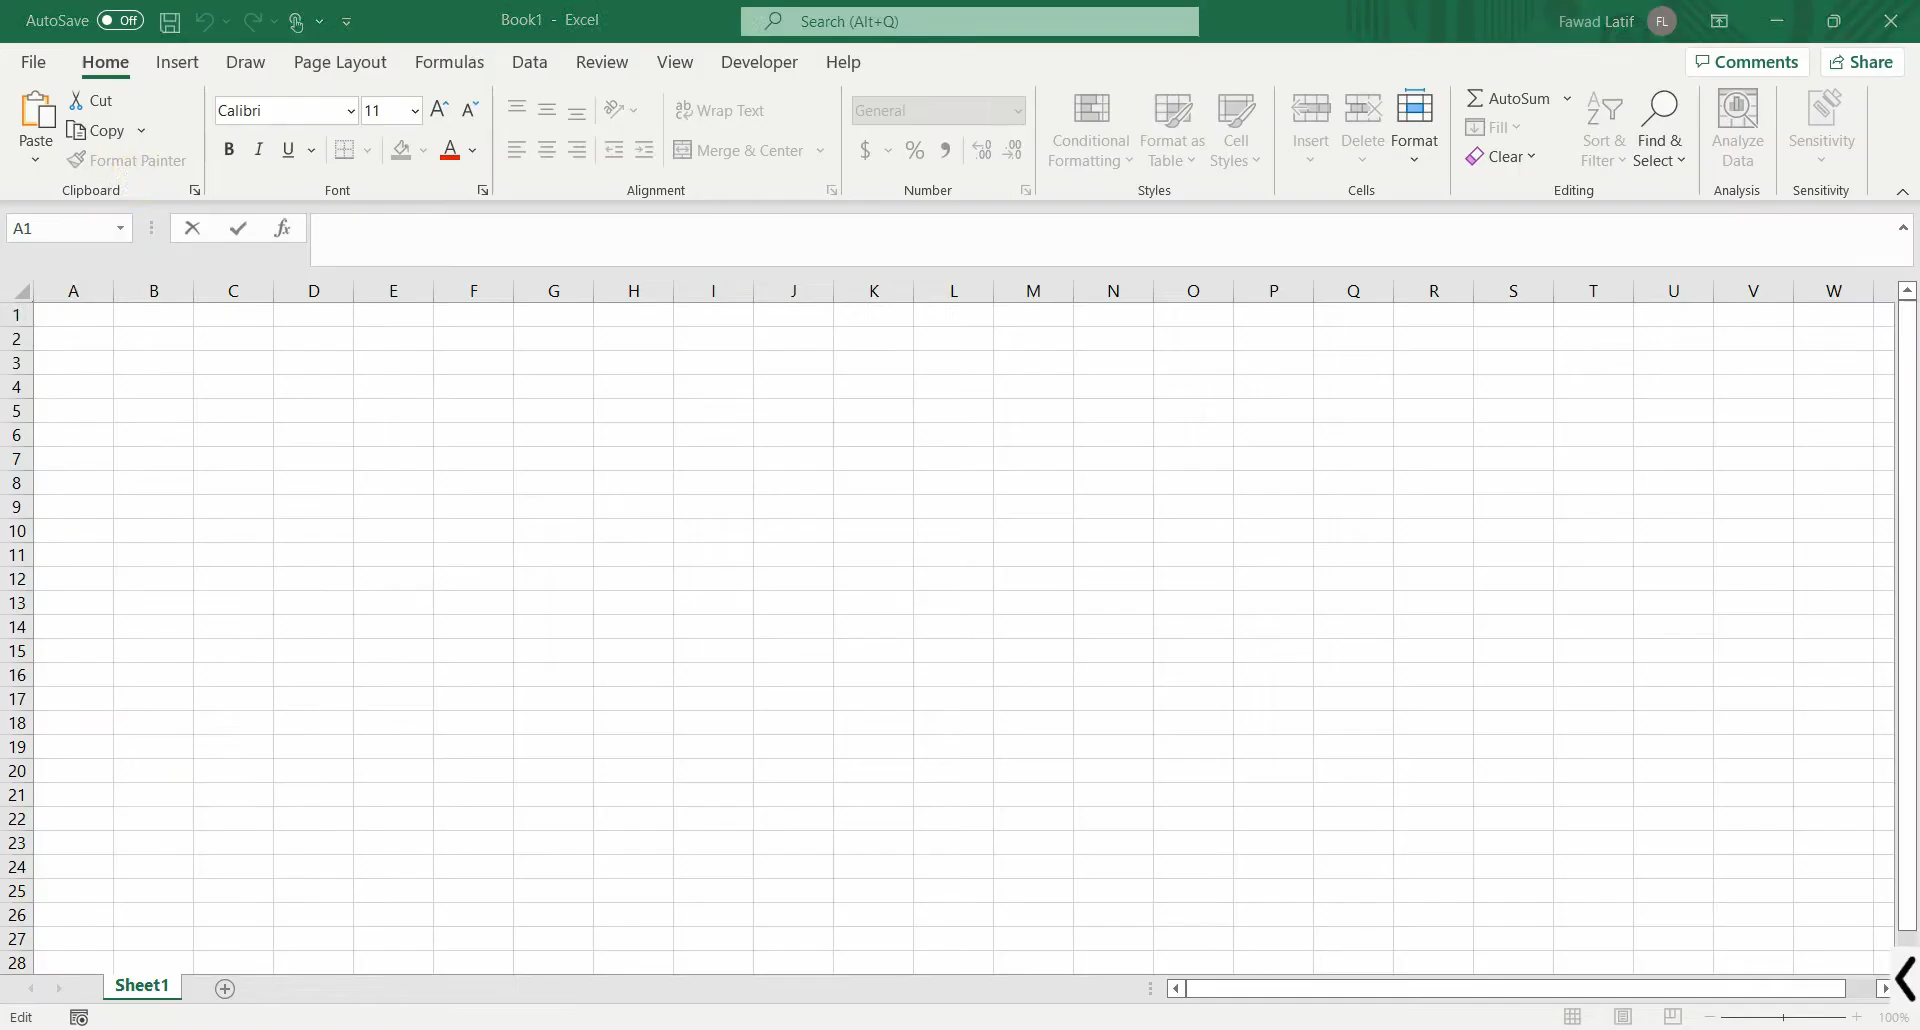 AutoSave Off Book1 - Excel Search (Alt+Q) Fawad Latif FL
File Home Insert Draw Page Layout Formulas Data Review View Developer Help Comments Share
Paste
Cut
Copy
Format Painter
Clipboard
Calibri 11
B I U A
Font
ab Wrap Text
Merge & Center
Alignment
General
$ % 9 .00
Number
Conditional Formatting
Format as Table
Cell Styles
Styles
Insert Delete Format
Cells
AutoSum
Fill
Clear
Sort & Filter
Find & Select
Editing
Analyze Data
Analysis
Sensitivity
Sensitivity
A1 fx
A B C D E F G H I J K L M N O P Q R S T U V W
1
2
3
4
5
6
7
8
9
10
11
12
13
14
15
16
17
18
19
20
21
22
23
24
25
26
27
28
Sheet1
Edit 100%